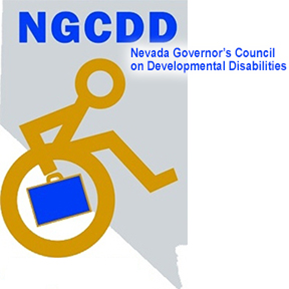 NGCDD
Nevada Governor's Council
on Developmental Disabilities